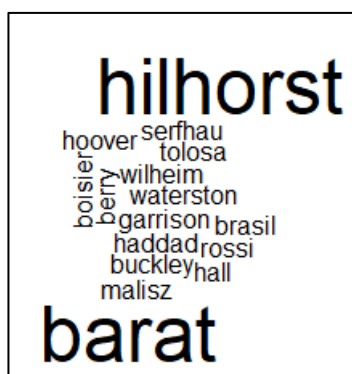 hilhorst
serfhau
hoover
tolosa
boisier
berry
wilheim
waterston
garrison
brasil
haddad
rossi
buckley
hall
malisz
barat